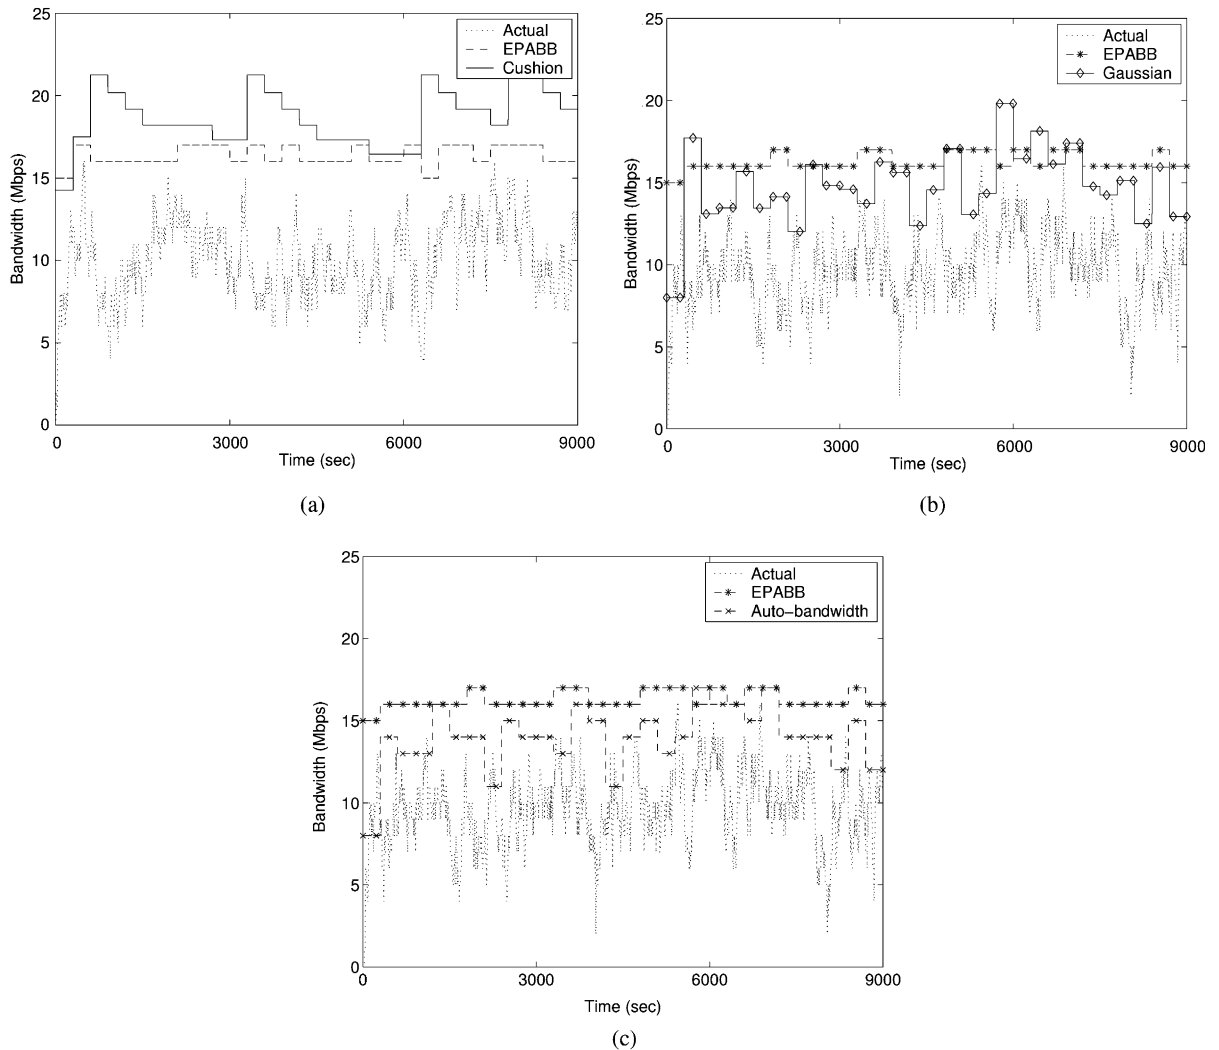 25
20
15
10
5
0
Bandwidth (Mbps)
Actual
EPABB
Cushion
0
3000
6000
9000
Time (sec)
(a)
25
20
15
10
5
0
Bandwidth (Mbps)
Actual
EPABB
Gaussian
0
3000
6000
9000
Time (sec)
(b)
25
20
15
10
5
0
Bandwidth (Mbps)
Actual
EPABB
Auto-bandwidth
0
3000
6000
9000
Time (sec)
(c)